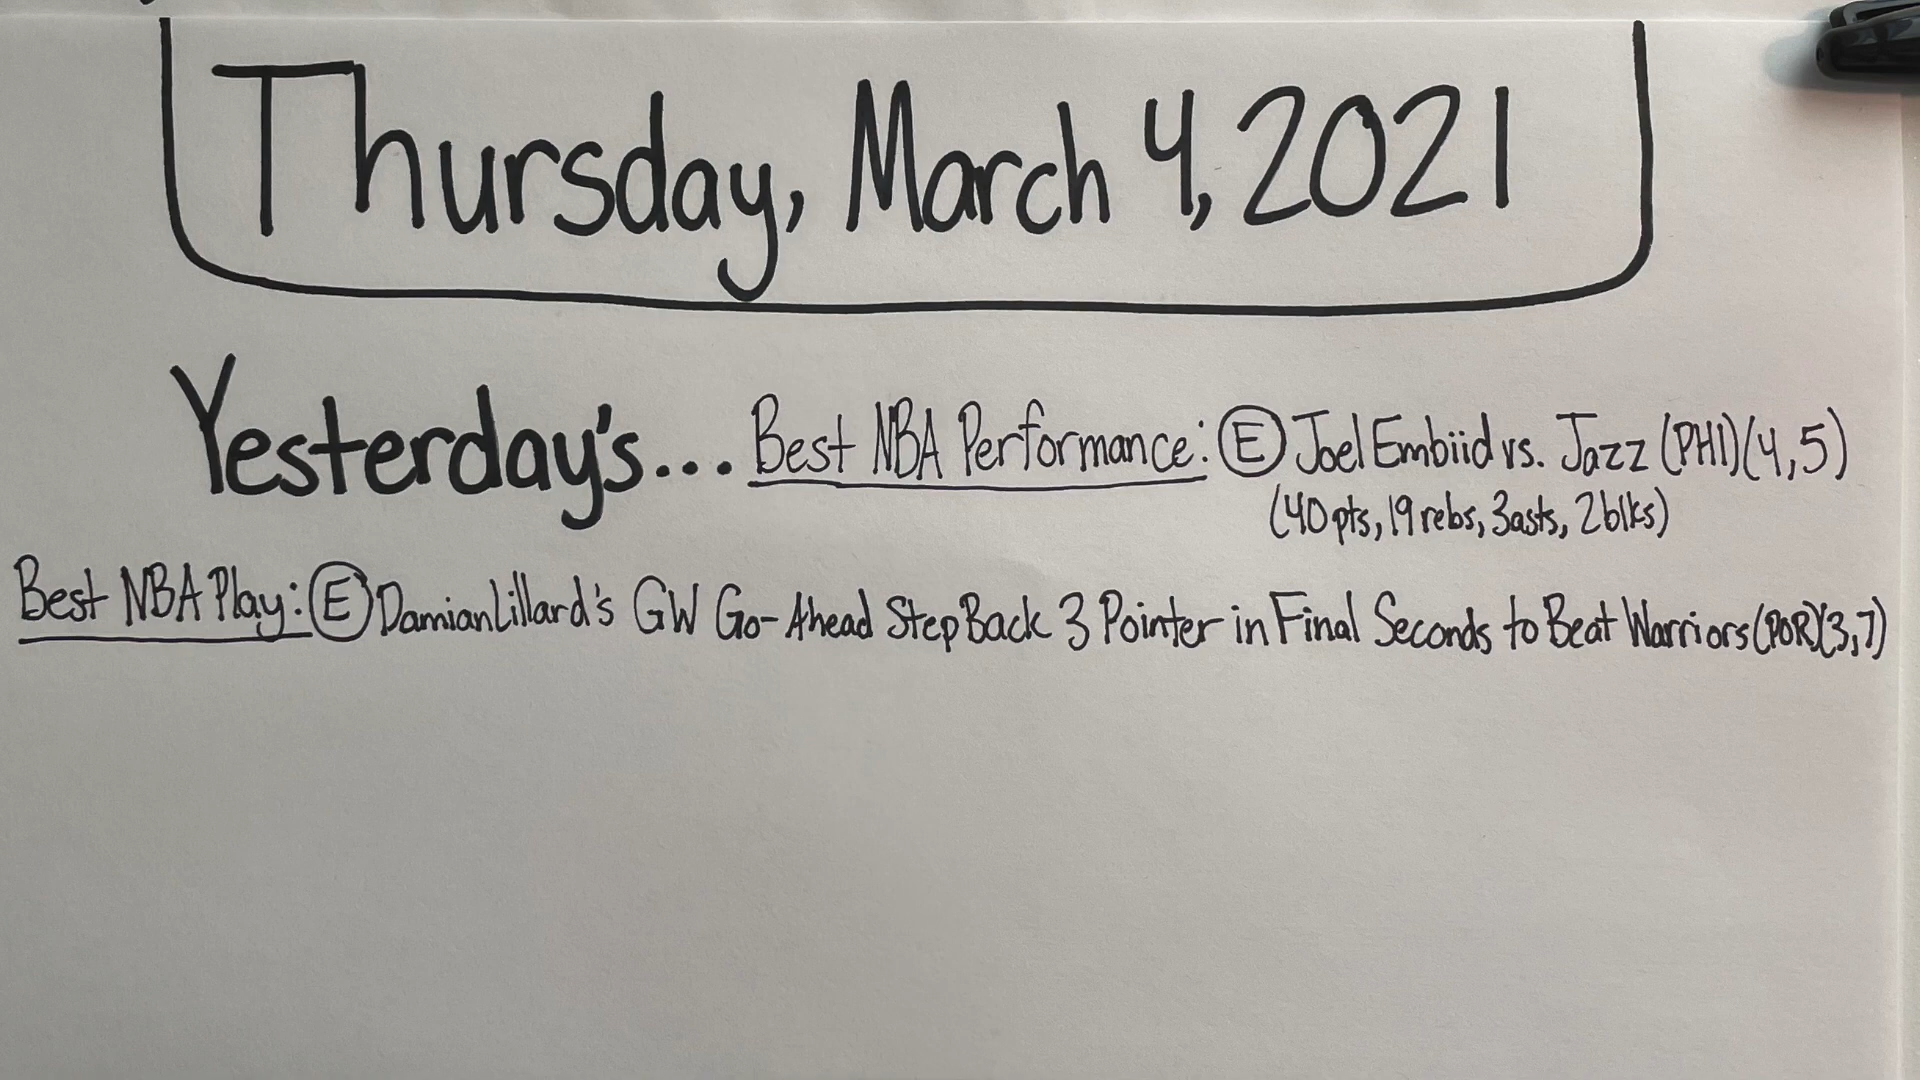 Thursday, March 4, 2021
Yesterday's... Best NBA Performance: (E) Joel Embiid vs. Jazz (PHI)(4,5)
(40 pts, 19 rebs, 3 asts, 2 blks)
Best NBA Play: (E) Damian Lillard's GW Go-Ahead Step Back 3 Pointer in Final Seconds to Beat Warriors (POR)(3,7)